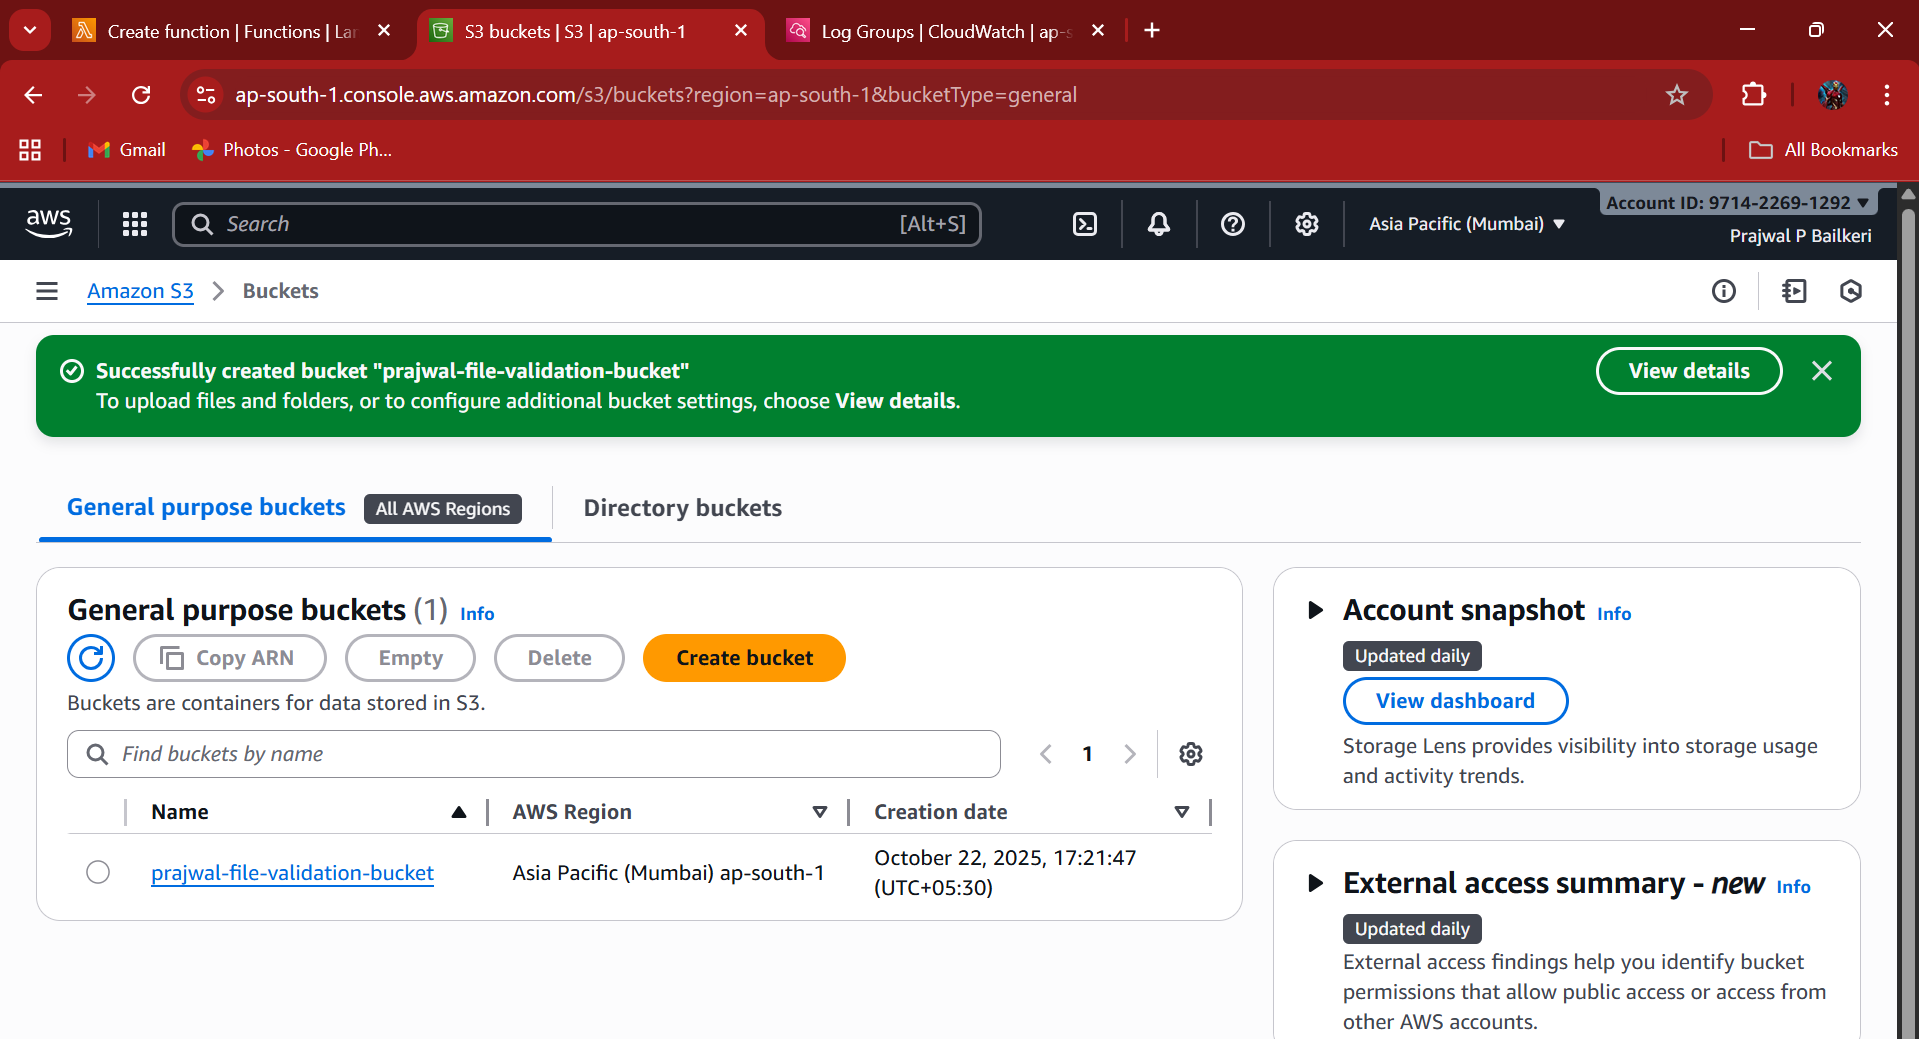 Create function | Functions | La
S3 buckets | S3 | ap-south-1
Log Groups | CloudWatch | ap-s
ap-south-1.console.aws.amazon.com/s3/buckets?region=ap-south-1&bucketType=general
Gmail
Photos - Google Ph...
All Bookmarks
aws
Search
[Alt+S]
Asia Pacific (Mumbai)
Account ID: 9714-2269-1292
Prajwal P Bailkeri
Amazon S3
Buckets
Successfully created bucket "prajwal-file-validation-bucket"
To upload files and folders, or to configure additional bucket settings, choose View details.
View details
General purpose buckets
All AWS Regions
Directory buckets
General purpose buckets (1) Info
Copy ARN
Empty
Delete
Create bucket
Buckets are containers for data stored in S3.
Find buckets by name
1
Name
AWS Region
Creation date
prajwal-file-validation-bucket
Asia Pacific (Mumbai) ap-south-1
October 22, 2025, 17:21:47
(UTC+05:30)
Account snapshot Info
Updated daily
View dashboard
Storage Lens provides visibility into storage usage
and activity trends.
External access summary - new Info
Updated daily
External access findings help you identify bucket
permissions that allow public access or access from
other AWS accounts.